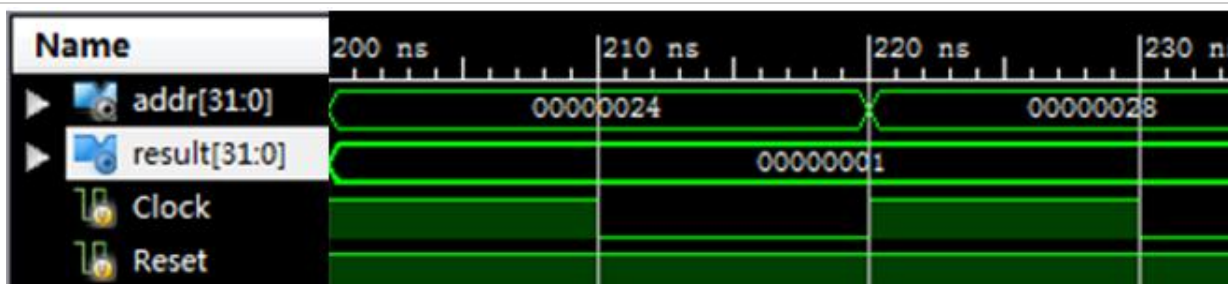 Name 200 ns 210 ns 220 ns 230 n
addr[31:0] 00000024 00000028
result[31:0] 00000001
Clock
Reset